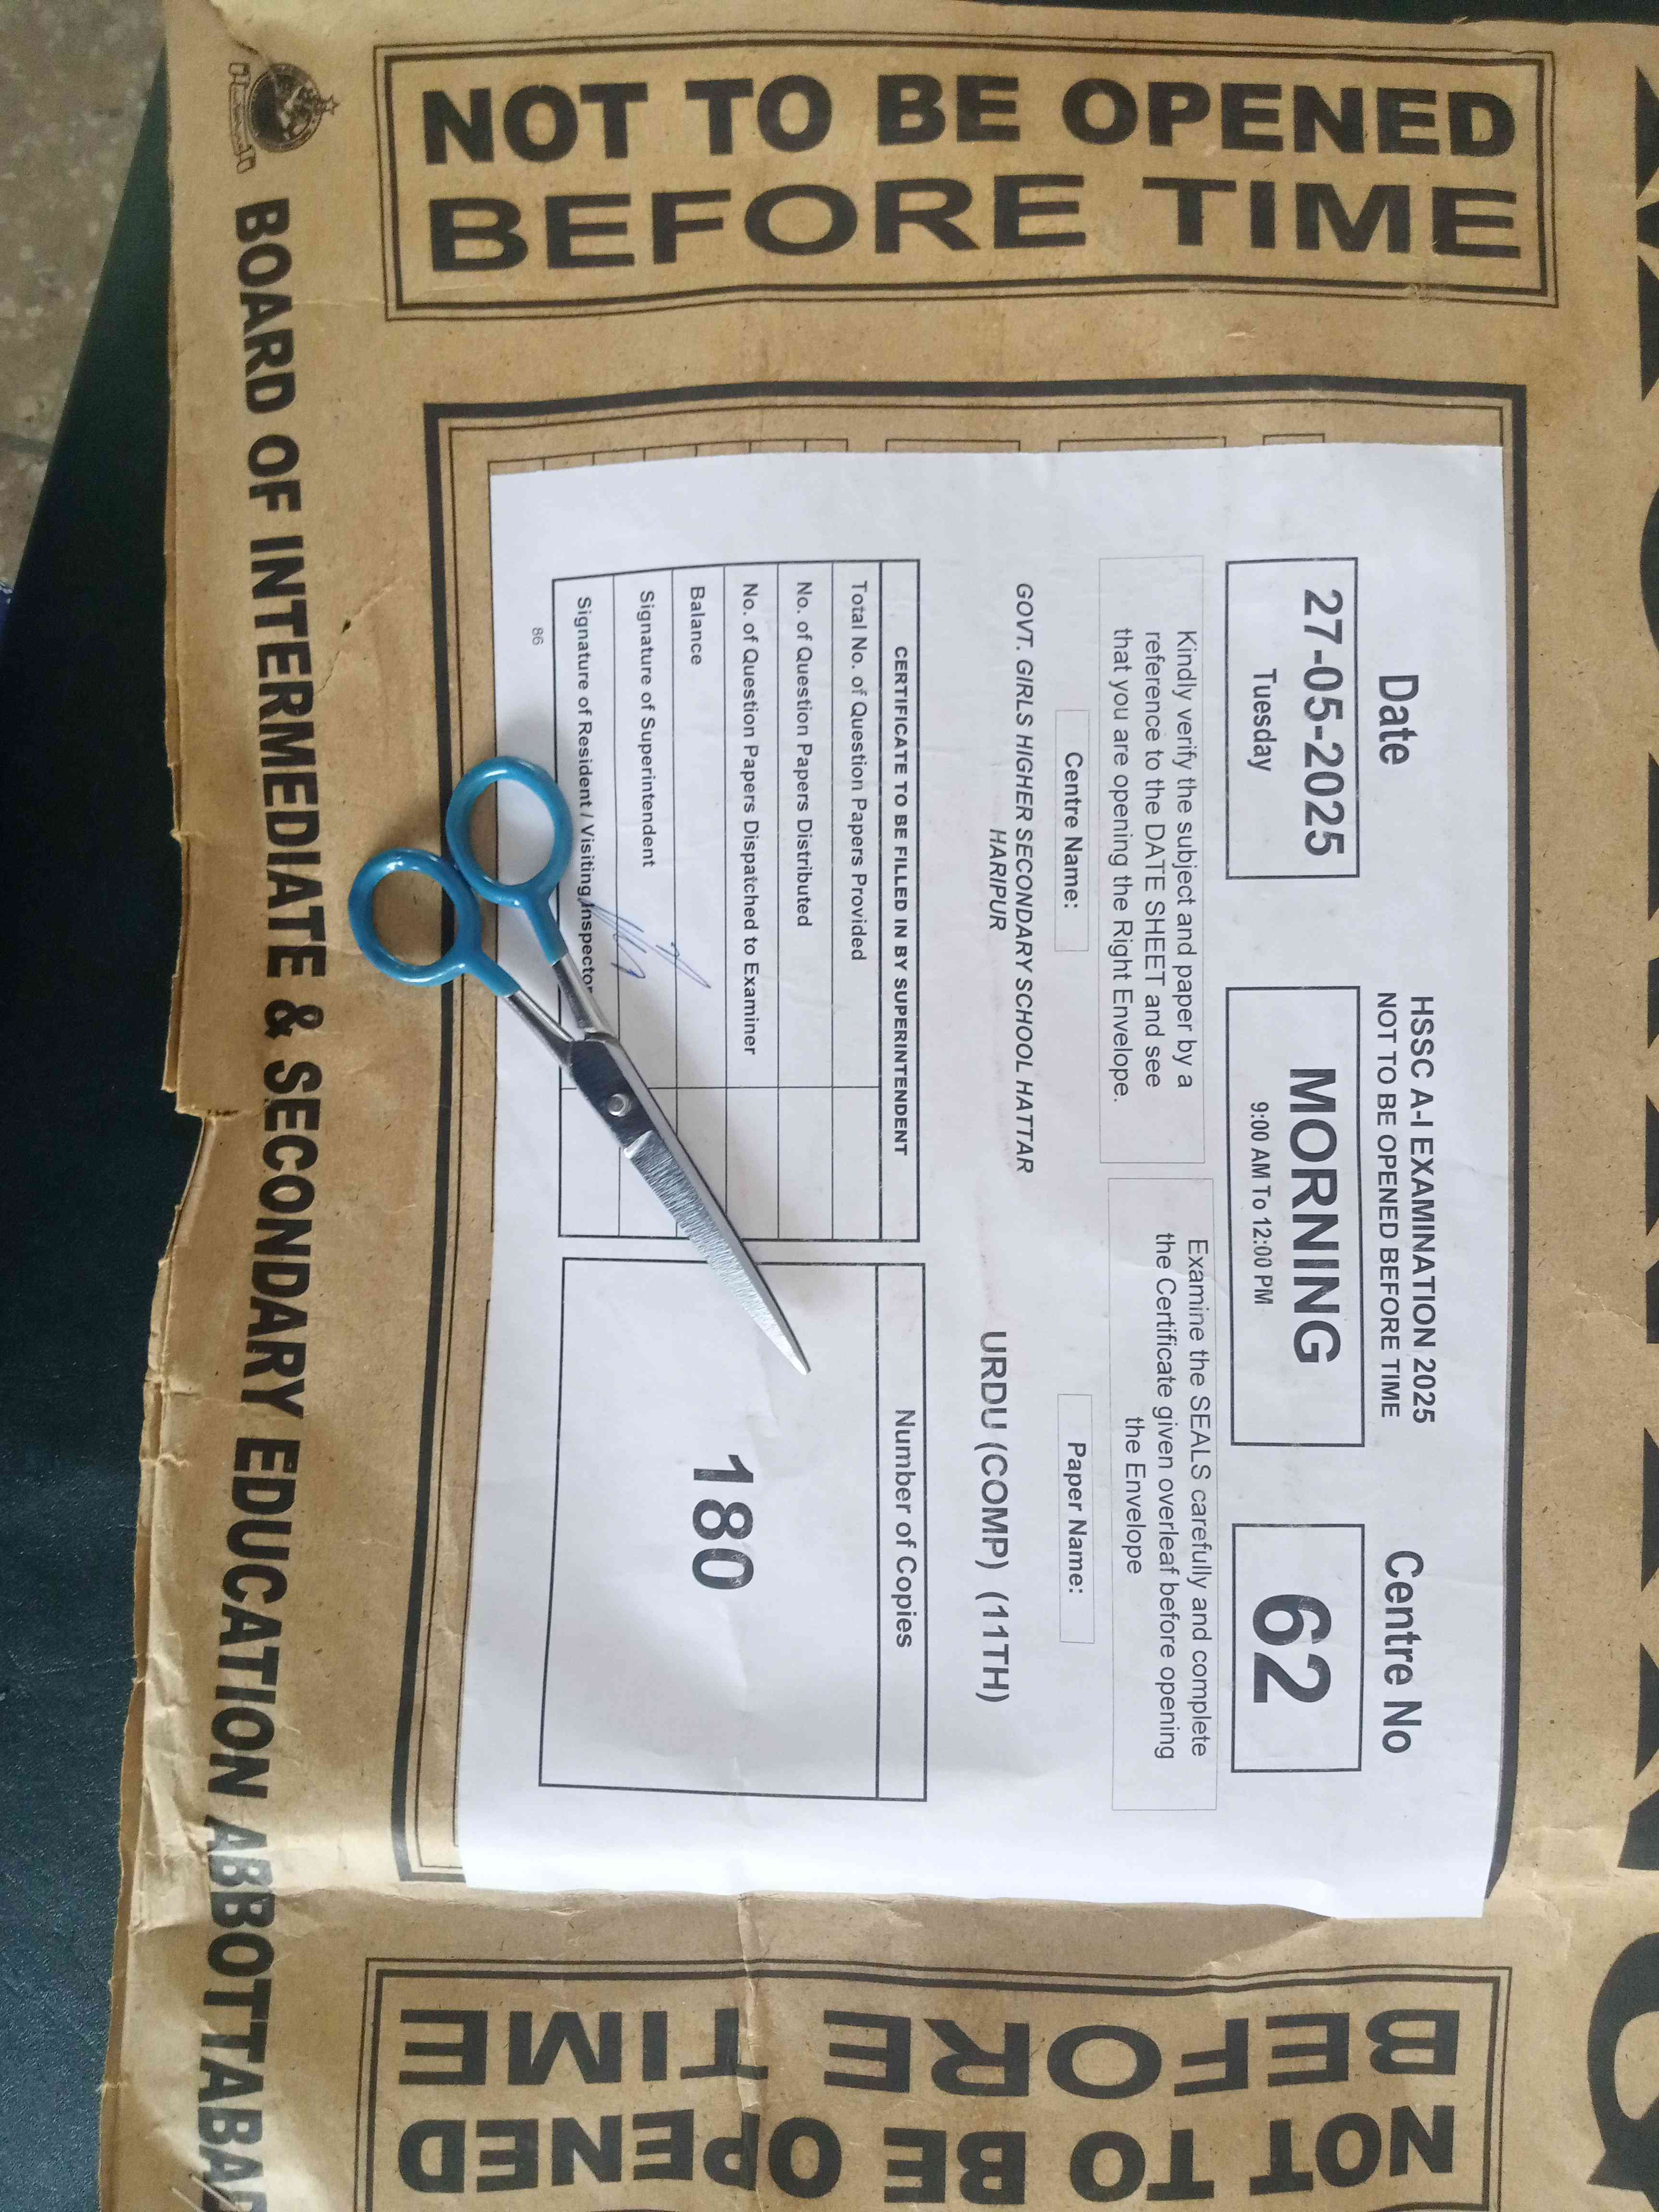 NOT TO BE OPENED
BEFORE TIME
BOARD OF INTERMEDIATE & SECONDARY EDUCATION ABBOTTABAD
HSSC A-I EXAMINATION 2025
NOT TO BE OPENED BEFORE TIME
Date
27-05-2025
Tuesday
MORNING
9:00 AM To 12:00 PM
Centre No
62
Kindly verify the subject and paper by a
reference to the DATE SHEET and see
that you are opening the Right Envelope.
Examine the SEALS carefully and complete
the Certificate given overleaf before opening
the Envelope
Centre Name:
GOVT. GIRLS HIGHER SECONDARY SCHOOL HATTAR
HARIPUR
Paper Name:
URDU (COMP) (11TH)
CERTIFICATE TO BE FILLED IN BY SUPERINTENDENT
Total No. of Question Papers Provided
No. of Question Papers Distributed
No. of Question Papers Dispatched to Examiner
Balance
Signature of Superintendent
Signature of Resident / Visiting Inspector
86
Number of Copies
180
NOT TO BE OPENED
BEFORE TIME